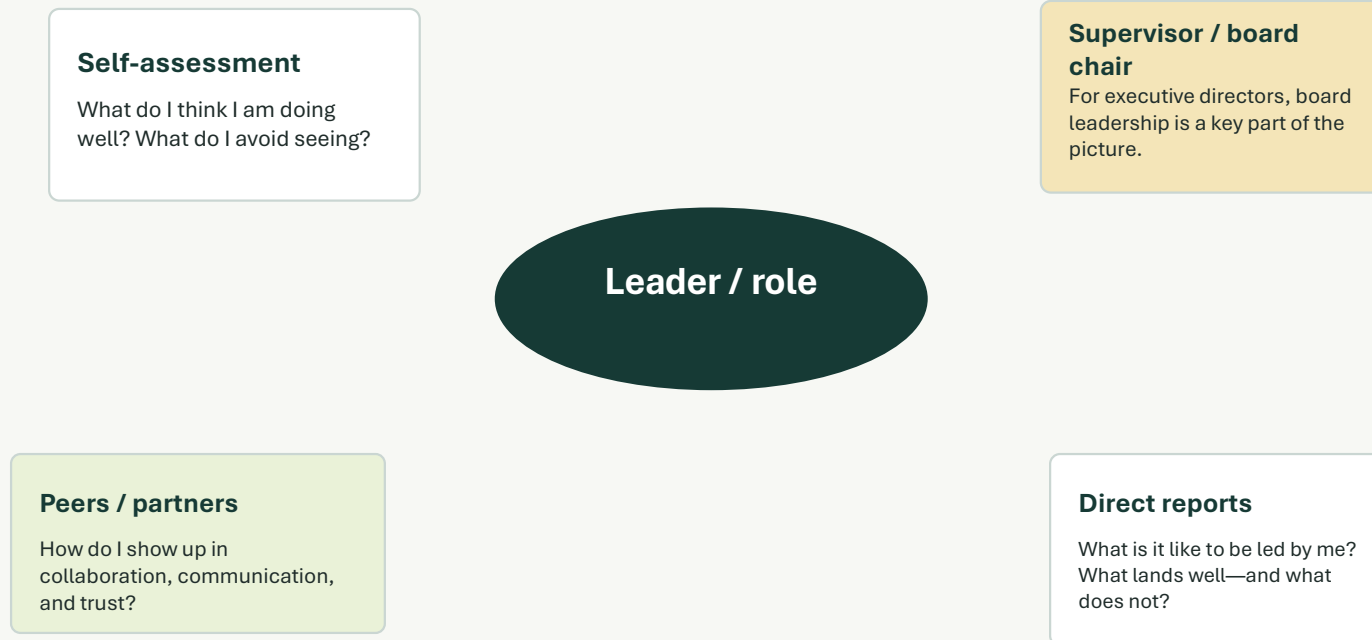 Self-assessment
What do I think I am doing
well? What do I avoid seeing?
Supervisor / board
chair
For executive directors, board
leadership is a key part of the
picture.
Leader / role
Peers / partners
How do I show up in
collaboration, communication,
and trust?
Direct reports
What is it like to be led by me?
What lands well—and what
does not?